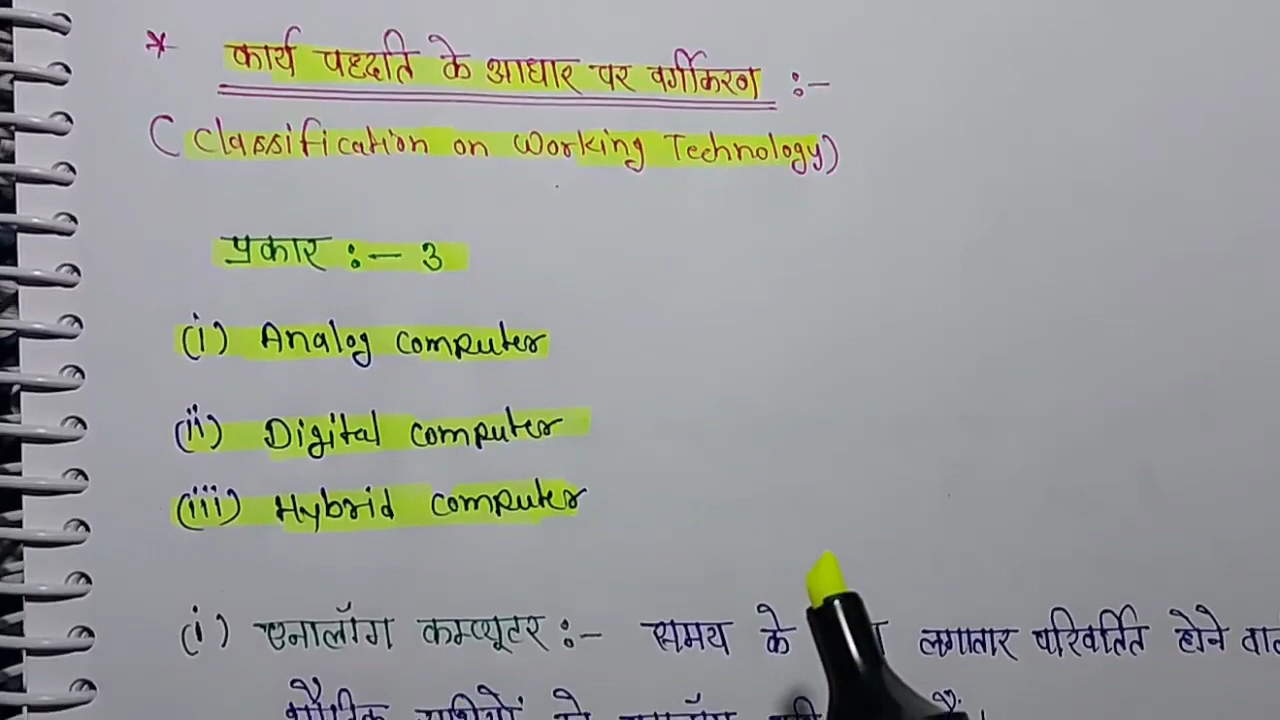 * कार्य पद्दति के आधार पर वर्गीकरण :-
(Classification on Working Technology)
प्रकार :- 3
(i) Analog computer
(ii) Digital computer
(iii) Hybrid computer
(i) एनालॉग कम्प्यूटर :- समय के लगातार परिवर्तित होने
भौतिक